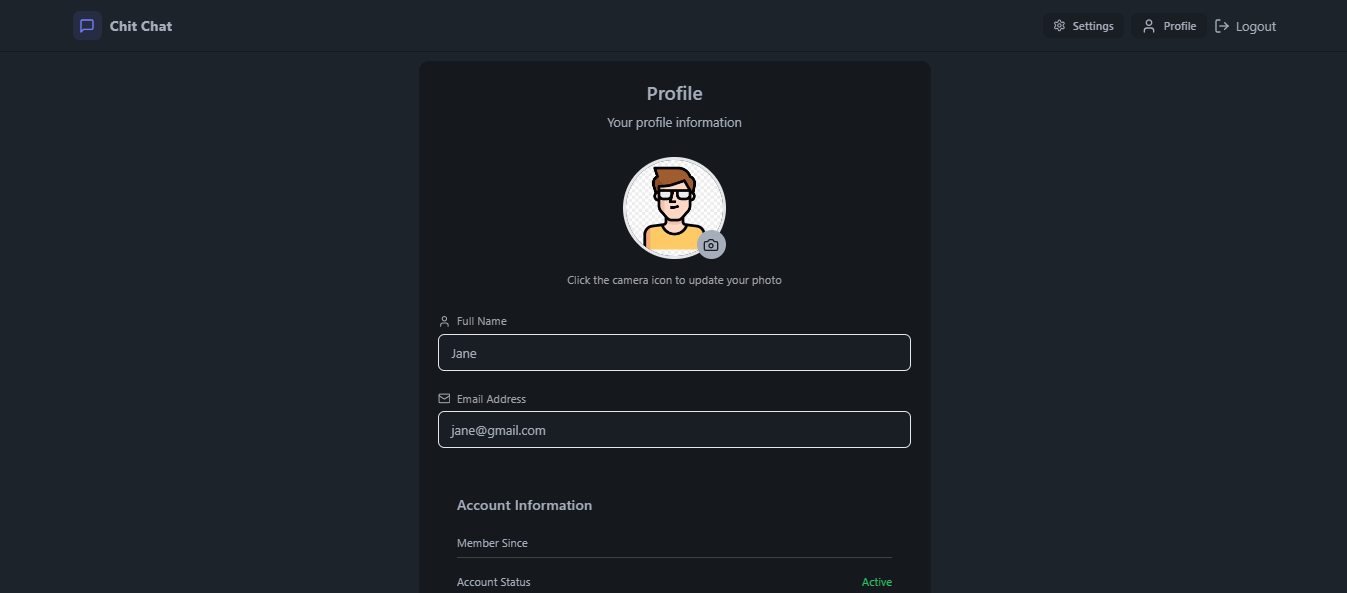 Chit Chat
Settings
Profile
Logout
Profile
Your profile information
Click the camera icon to update your photo
Full Name
Jane
Email Address
jane@gmail.com
Account Information
Member Since
Account Status Active